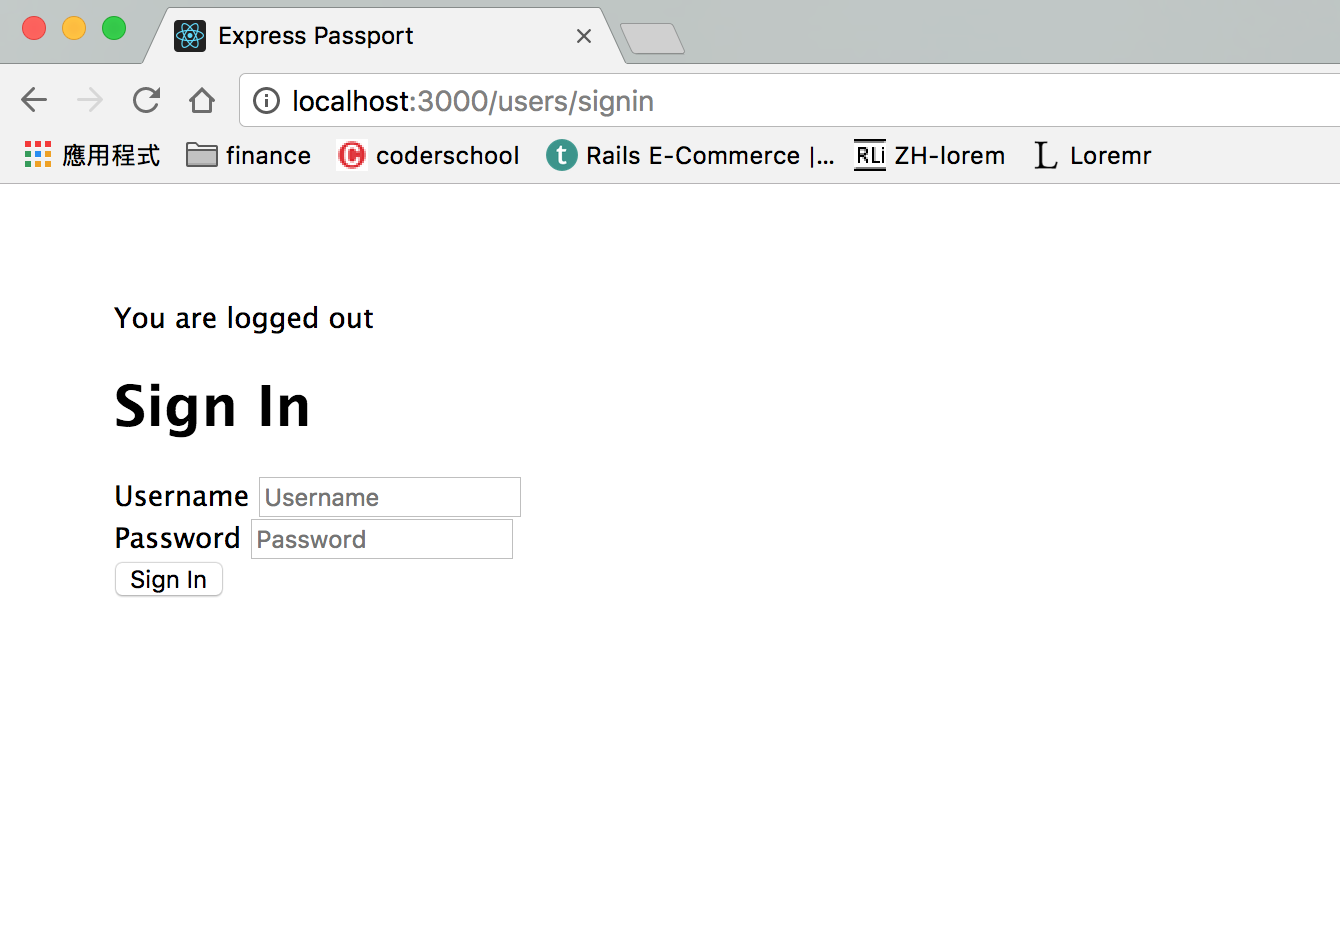 Express Passport
localhost:3000/users/signin
應用程式 finance coderschool t Rails E-Commerce |... RLi ZH-lorem L Loremr
You are logged out
Sign In
Username Username
Password Password
Sign In